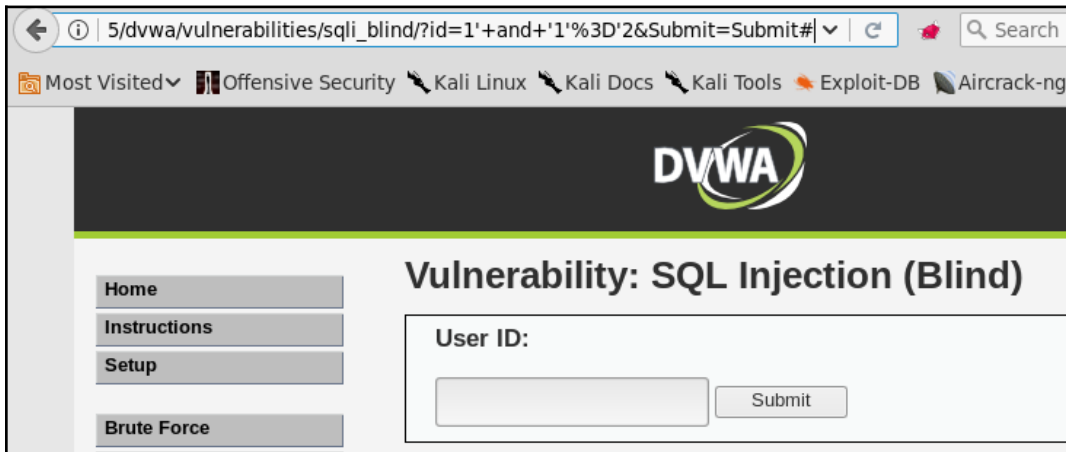 5/dvwa/vulnerabilities/sqli_blind/?id=1'+and+'1'%3D'2&Submit=Submit#
Search
Most Visited Offensive Security Kali Linux Kali Docs Kali Tools Exploit-DB Aircrack-ng
DVWA
Vulnerability: SQL Injection (Blind)
Home
Instructions
Setup
Brute Force
User ID:
Submit